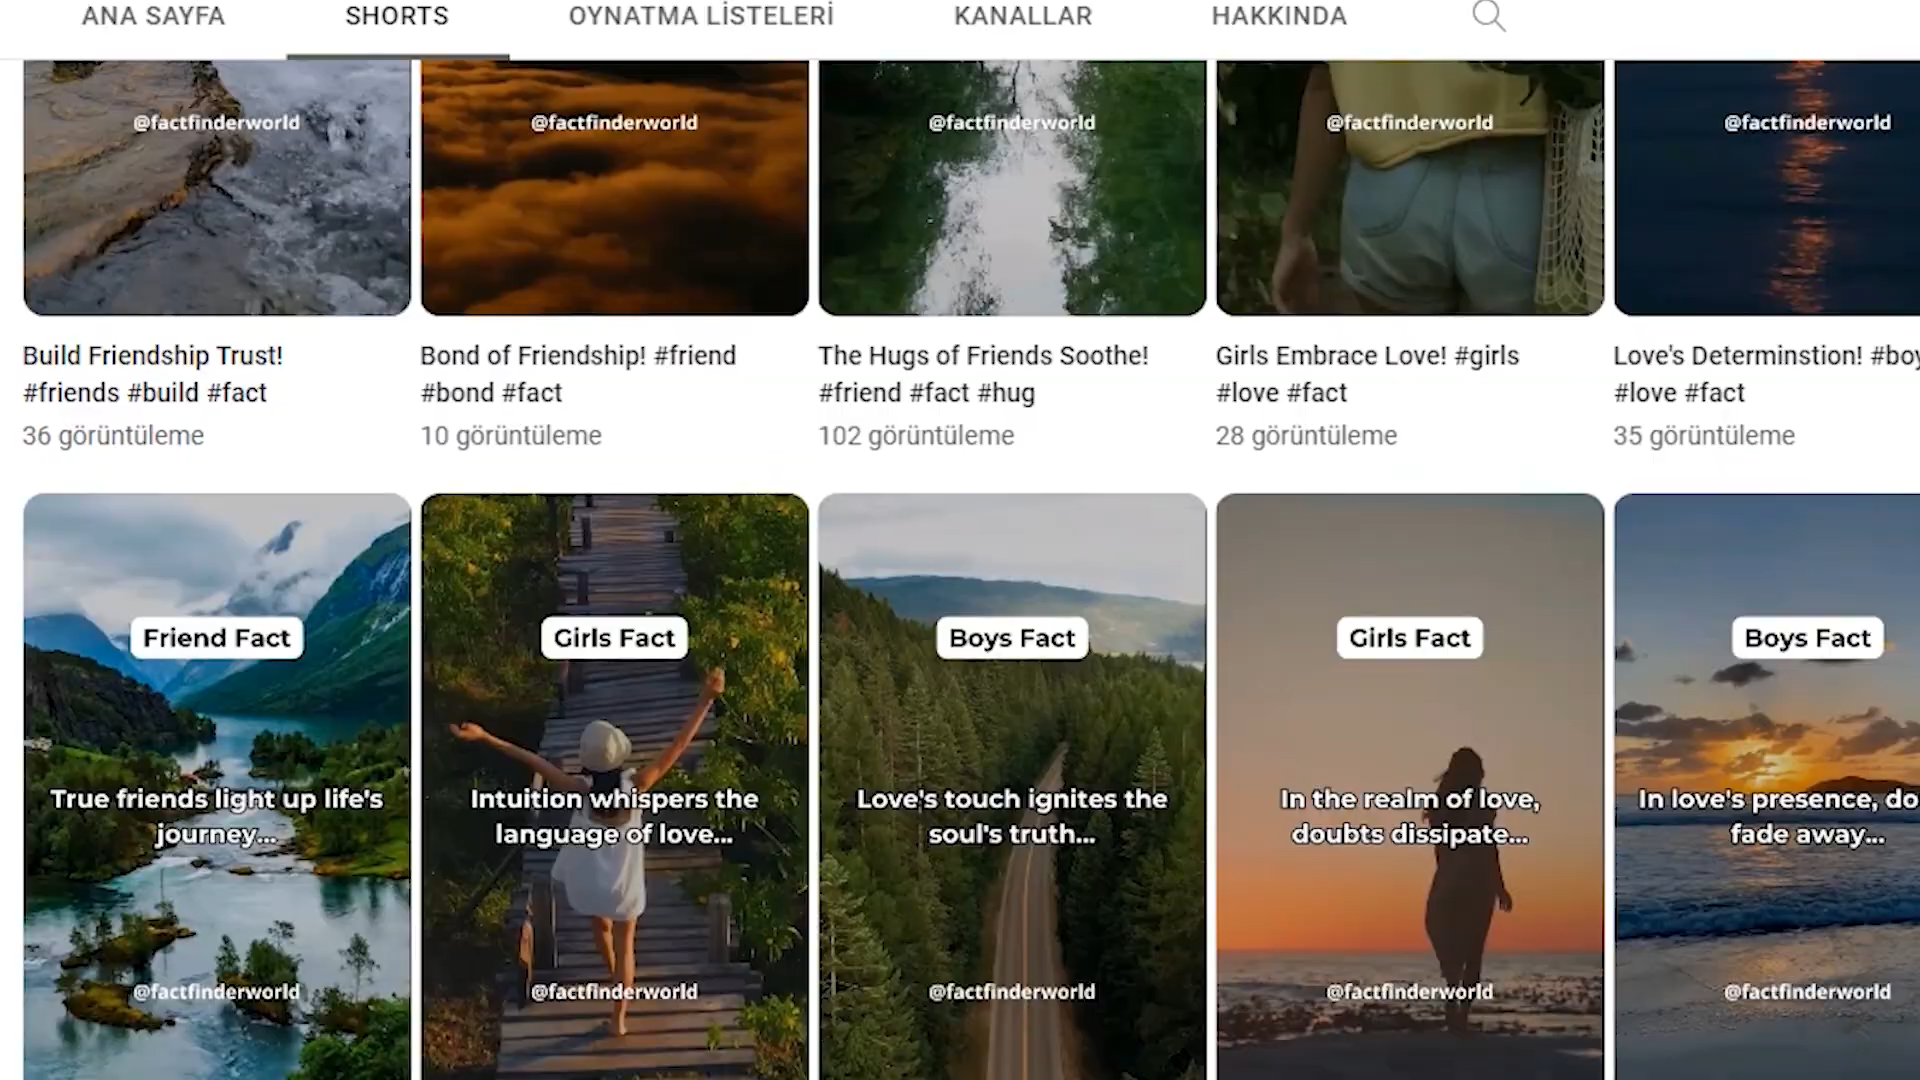 ANA SAYFA SHORTS OYNATMA LİSTELERİ KANALLAR HAKKINDA
@factfinderworld @factfinderworld @factfinderworld @factfinderworld @factfinderworld
Build Friendship Trust!
#friends #build #fact
36 görüntüleme
Bond of Friendship! #friend
#bond #fact
10 görüntüleme
The Hugs of Friends Soothe!
#friend #fact #hug
102 görüntüleme
Girls Embrace Love! #girls
#love #fact
28 görüntüleme
Love's Determinstion! #boy
#love #fact
35 görüntüleme
Friend Fact
True friends light up life's
journey...
@factfinderworld
Girls Fact
Intuition whispers the
language of love...
@factfinderworld
Boys Fact
Love's touch ignites the
soul's truth...
@factfinderworld
Girls Fact
In the realm of love,
doubts dissipate...
@factfinderworld
Boys Fact
In love's presence, do
fade away...
@factfinderworld